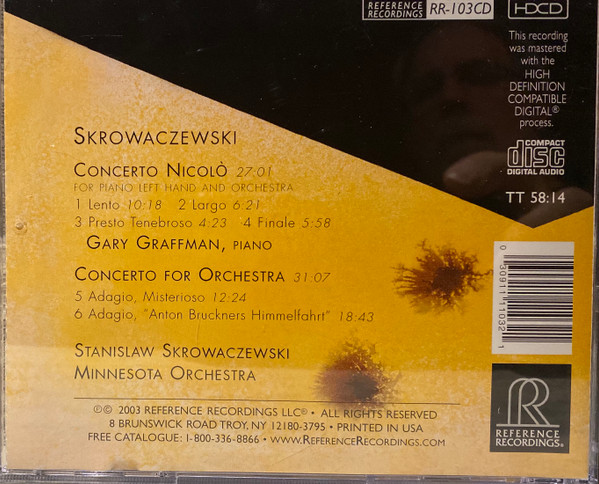 REFERENCE RECORDINGS RR-103CD HDCD
This recording
was mastered
with the
HIGH
DEFINITION
COMPATIBLE
DIGITAL®
process.
COMPACT
disc
DIGITAL AUDIO
TT 58:14
SKROWACZEWSKI
CONCERTO NICOLÒ 27:01
FOR PIANO LEFT HAND AND ORCHESTRA
1 Lento 10:18 2 Largo 6:21
3 Presto Tenebroso 4:23 4 Finale 5:58
GARY GRAFFMAN, PIANO
CONCERTO FOR ORCHESTRA 31:07
5 Adagio, Misterioso 12:24
6 Adagio, "Anton Bruckners Himmelfahrt" 18:43
STANISLAW SKROWACZEWSKI
MINNESOTA ORCHESTRA
0 30911 11032 1
℗© 2003 REFERENCE RECORDINGS LLC® • ALL RIGHTS RESERVED
8 BRUNSWICK ROAD TROY, NY 12180-3795 • PRINTED IN USA
FREE CATALOGUE: 1-800-336-8866 • WWW.REFERENCERECORDINGS.COM
R
REFERENCE
RECORDINGS®